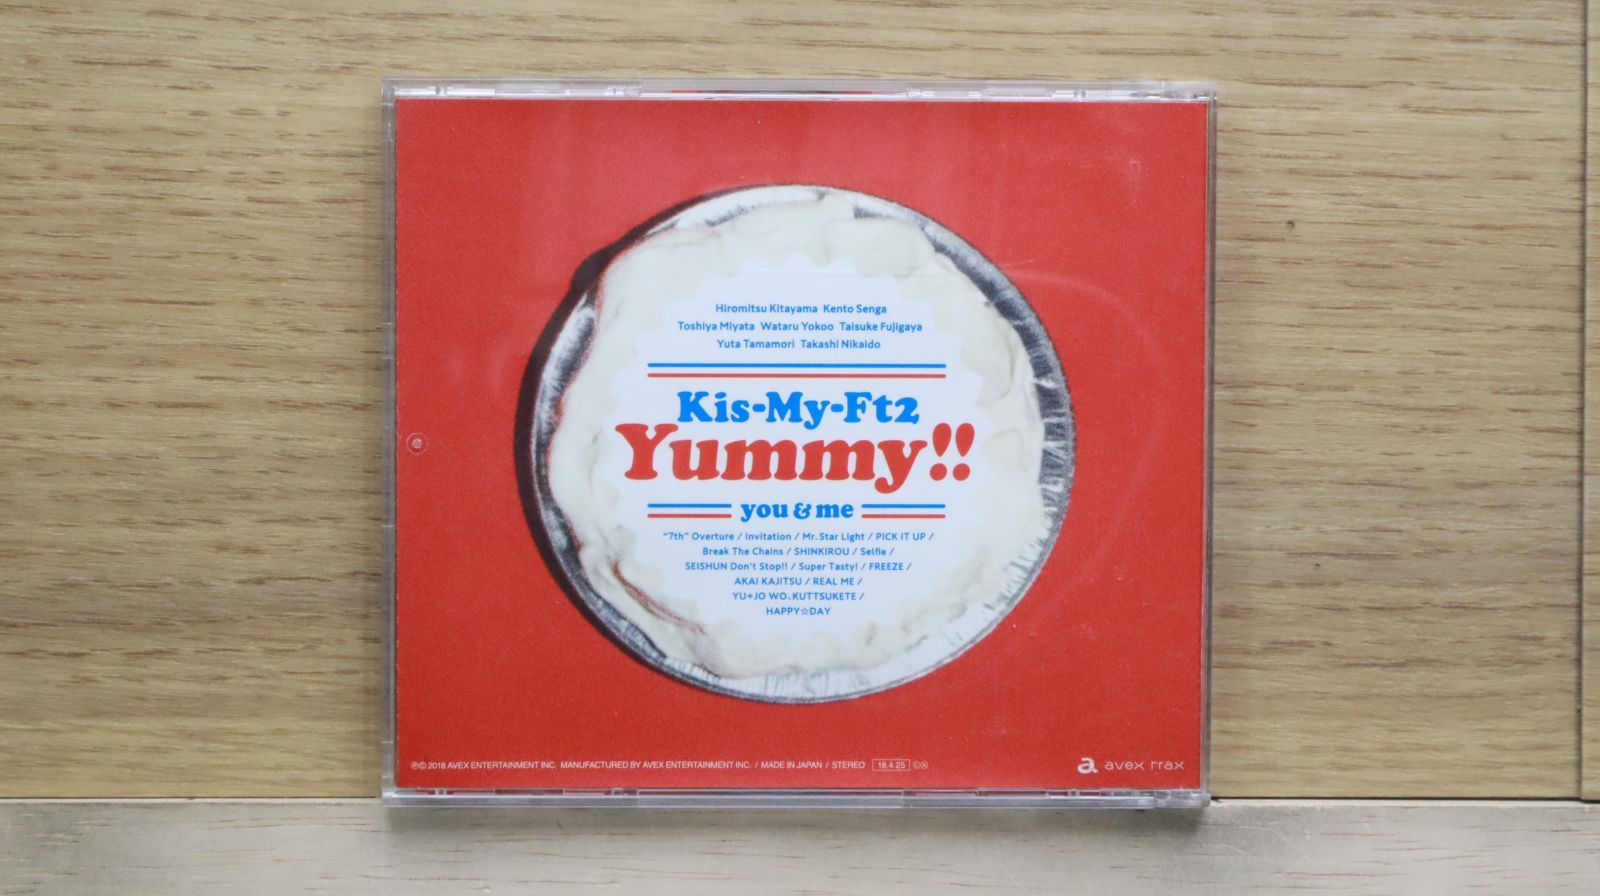 Hiromitsu Kitayama Kento Senga
Toshiya Miyata Wataru Yokoo Taisuke Fujigaya
Yuta Tamamori Takashi Nikaido
Kis-My-Ft2
Yummy!!
you & me
"7th" Overture / Invitation / Mr. Star Light / PICK IT UP /
Break The Chains / SHINKIROU / Selfie /
SEISHUN Don't Stop!! / Super Tasty! / FREEZE /
AKAI KAJITSU / REAL ME /
YU+JO WO、KUTTSUKETE /
HAPPY☆DAY
Ⓟ© 2018 AVEX ENTERTAINMENT INC. MANUFACTURED BY AVEX ENTERTAINMENT INC. / MADE IN JAPAN / STEREO 18.4.25 ⓁⓍ
a avex trax